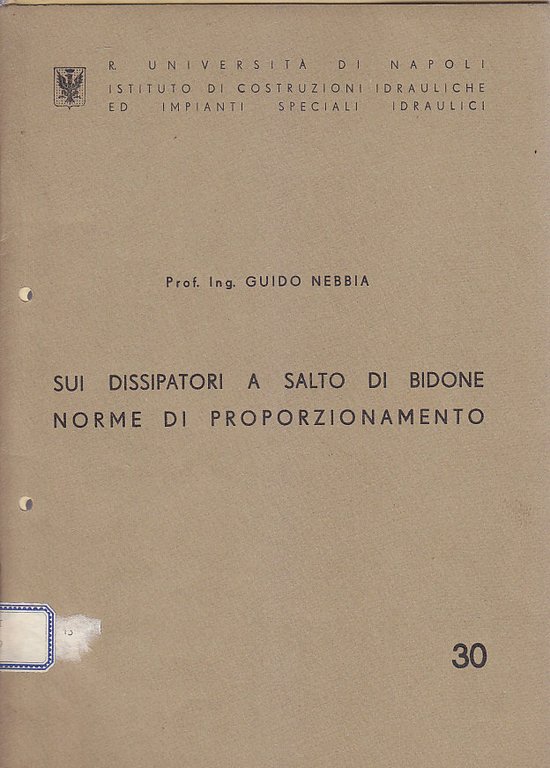 R. UNIVERSITÀ DI NAPOLI
ISTITUTO DI COSTRUZIONI IDRAULICHE
ED IMPIANTI SPECIALI IDRAULICI
Prof. Ing. GUIDO NEBBIA
SUI DISSIPATORI A SALTO DI BIDONE
NORME DI PROPORZIONAMENTO
30